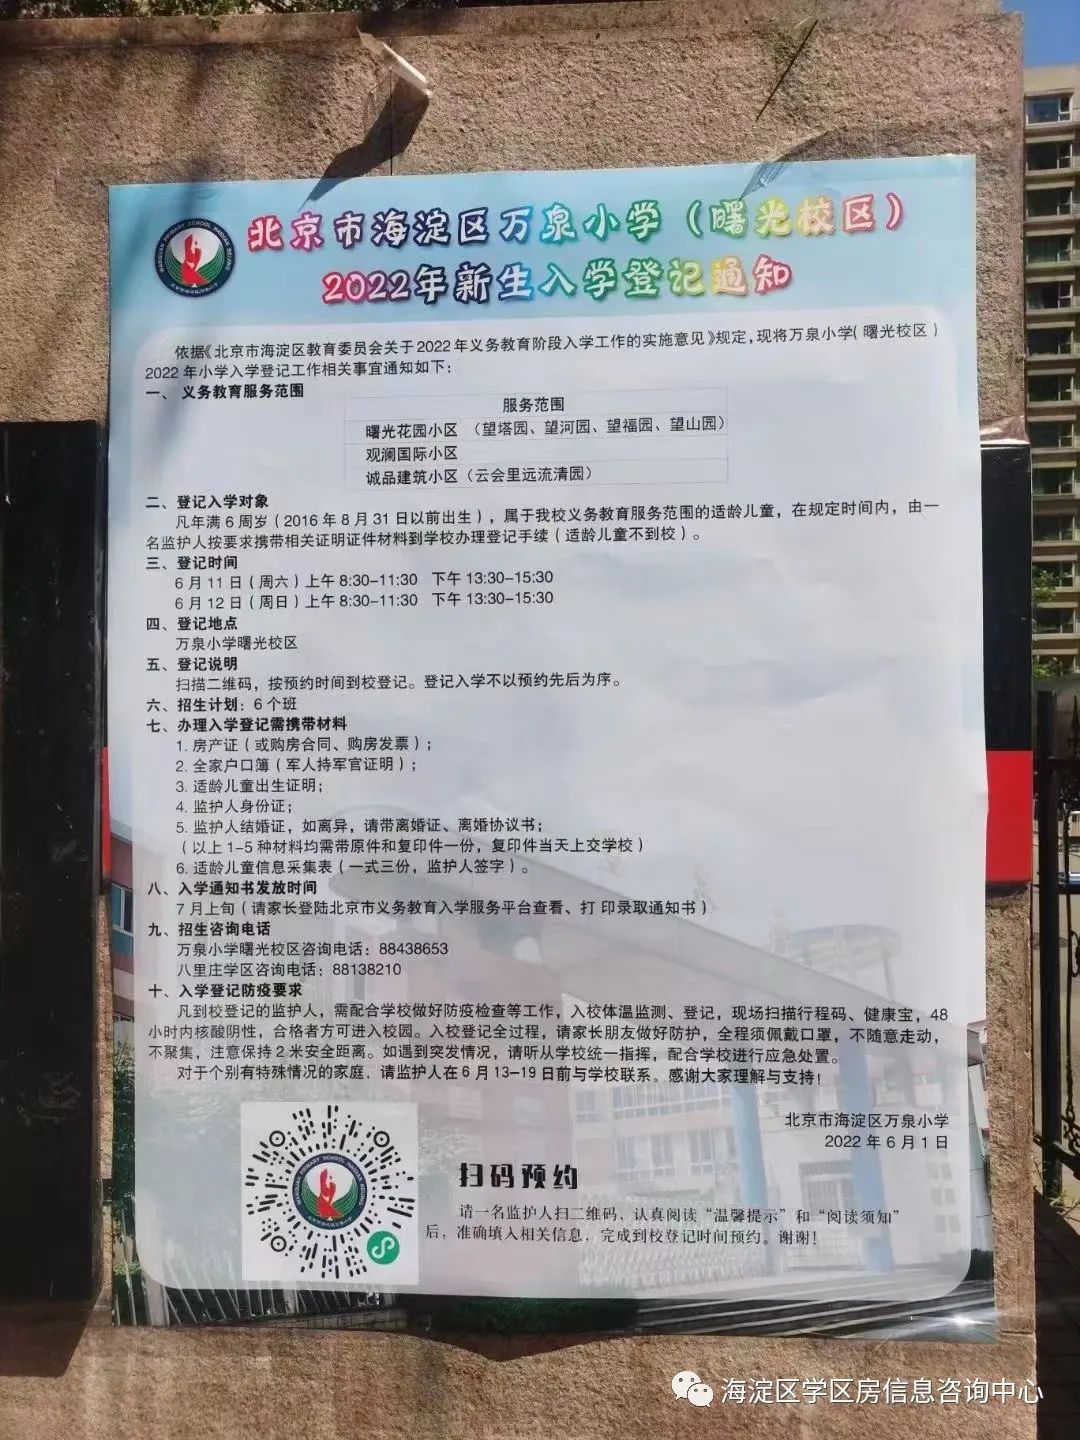 北京市海淀区万泉小学（曙光校区）
2022年新生入学登记通知
WANQUAN PRIMARY SCHOOL HAIDIAN BEIJING
依据《北京市海淀区教育委员会关于2022年义务教育阶段入学工作的实施意见》规定，现将万泉小学（曙光校区）
2022年小学入学登记工作相关事宜通知如下：
一、 义务教育服务范围
服务范围
曙光花园小区 （望塔园、望河园、望福园、望山园）
观澜国际小区
诚品建筑小区（云会里远流清园）
二、登记入学对象
凡年满6周岁（2016年8月31日以前出生），属于我校义务教育服务范围的适龄儿童，在规定时间内，由一
名监护人按要求携带相关证明证件材料到学校办理登记手续（适龄儿童不到校）。
三、登记时间
6月11日（周六）上午8:30-11:30 下午13:30-15:30
6月12日（周日）上午8:30-11:30 下午13:30-15:30
四、登记地点
万泉小学曙光校区
五、登记说明
扫描二维码，按预约时间到校登记。登记入学不以预约先后为序。
六、招生计划：6个班
七、办理入学登记需携带材料
1. 房产证（或购房合同、购房发票）；
2. 全家户口簿（军人持军官证明）；
3. 适龄儿童出生证明；
4. 监护人身份证；
5. 监护人结婚证，如离异，请带离婚证、离婚协议书；
（以上1-5种材料均需带原件和复印件一份，复印件当天上交学校）
6. 适龄儿童信息采集表（一式三份，监护人签字）。
八、入学通知书发放时间
7月上旬（请家长登陆北京市义务教育入学服务平台查看、打 印录取通知书）
九、招生咨询电话
万泉小学曙光校区咨询电话：88438653
八里庄学区咨询电话：88138210
十、入学登记防疫要求
凡到校登记的监护人，需配合学校做好防疫检查等工作，入校体温监测、登记，现场扫描行程码、健康宝，48
小时内核酸阴性，合格者方可进入校园。入校登记全过程，请家长朋友做好防护，全程须佩戴口罩，不随意走动，
不聚集，注意保持2米安全距离。如遇到突发情况，请听从学校统一指挥，配合学校进行应急处置。
对于个别有特殊情况的家庭，请监护人在6月13-19日前与学校联系。感谢大家理解与支持！
北京市海淀区万泉小学
2022年6月1日
扫码预约
请一名监护人扫二维码，认真阅读“温馨提示”和“阅读须知”
后，准确填入相关信息，完成到校登记时间预约。谢谢！
海淀区学区房信息咨询中心